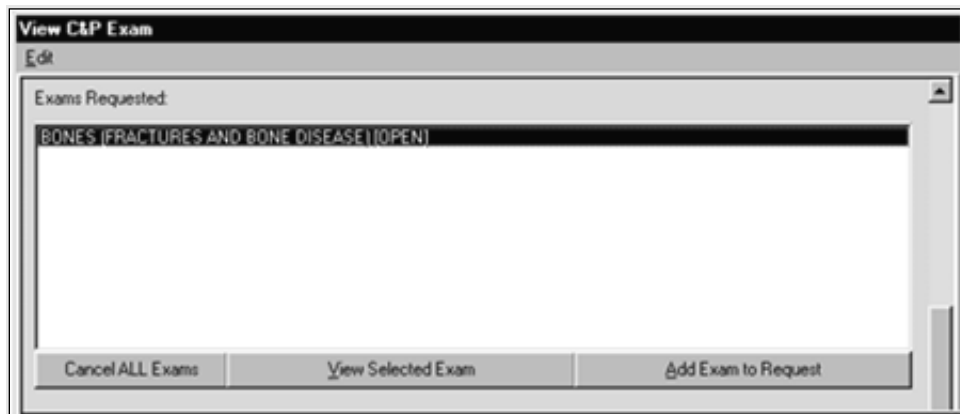 View C&P Exam
Edit
Exams Requested:
BONES (FRACTURES AND BONE DISEASE) [OPEN]
Cancel ALL Exams View Selected Exam Add Exam to Request